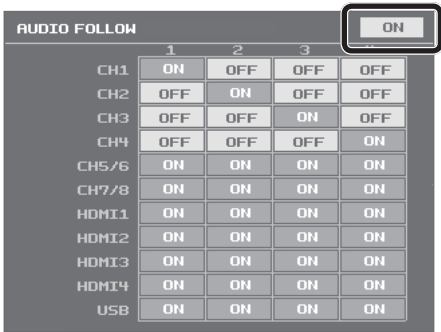 AUDIO FOLLOW ON
1 2 3
CH1 ON OFF OFF OFF
CH2 OFF ON OFF OFF
CH3 OFF OFF ON OFF
CH4 OFF OFF OFF ON
CH5/6 ON ON ON ON
CH7/8 ON ON ON ON
HDMI1 ON ON ON ON
HDMI2 ON ON ON ON
HDMI3 ON ON ON ON
HDMI4 ON ON ON ON
USB ON ON ON ON